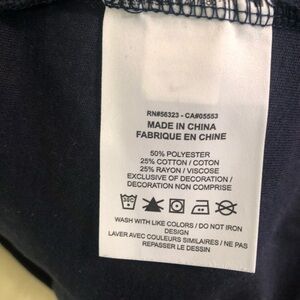 RN#56323 - CA#05553
MADE IN CHINA
FABRIQUE EN CHINE
50% POLYESTER
25% COTTON / COTON
25% RAYON / VISCOSE
EXCLUSIVE OF DECORATION /
DECORATION NON COMPRISE
WASH WITH LIKE COLORS / DO NOT IRON
DESIGN
LAVER AVEC COULEURS SIMILAIRES / NE PAS
REPASSER LE DESSIN